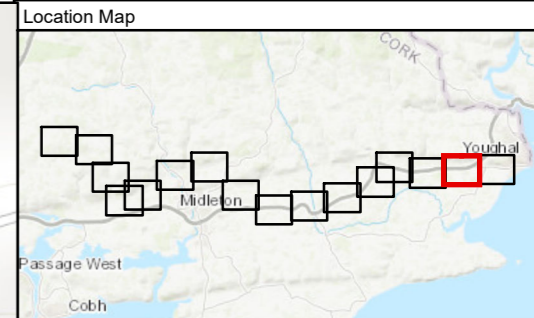 Location Map
CORK
Youghal
Midleton
Passage West
Cobh